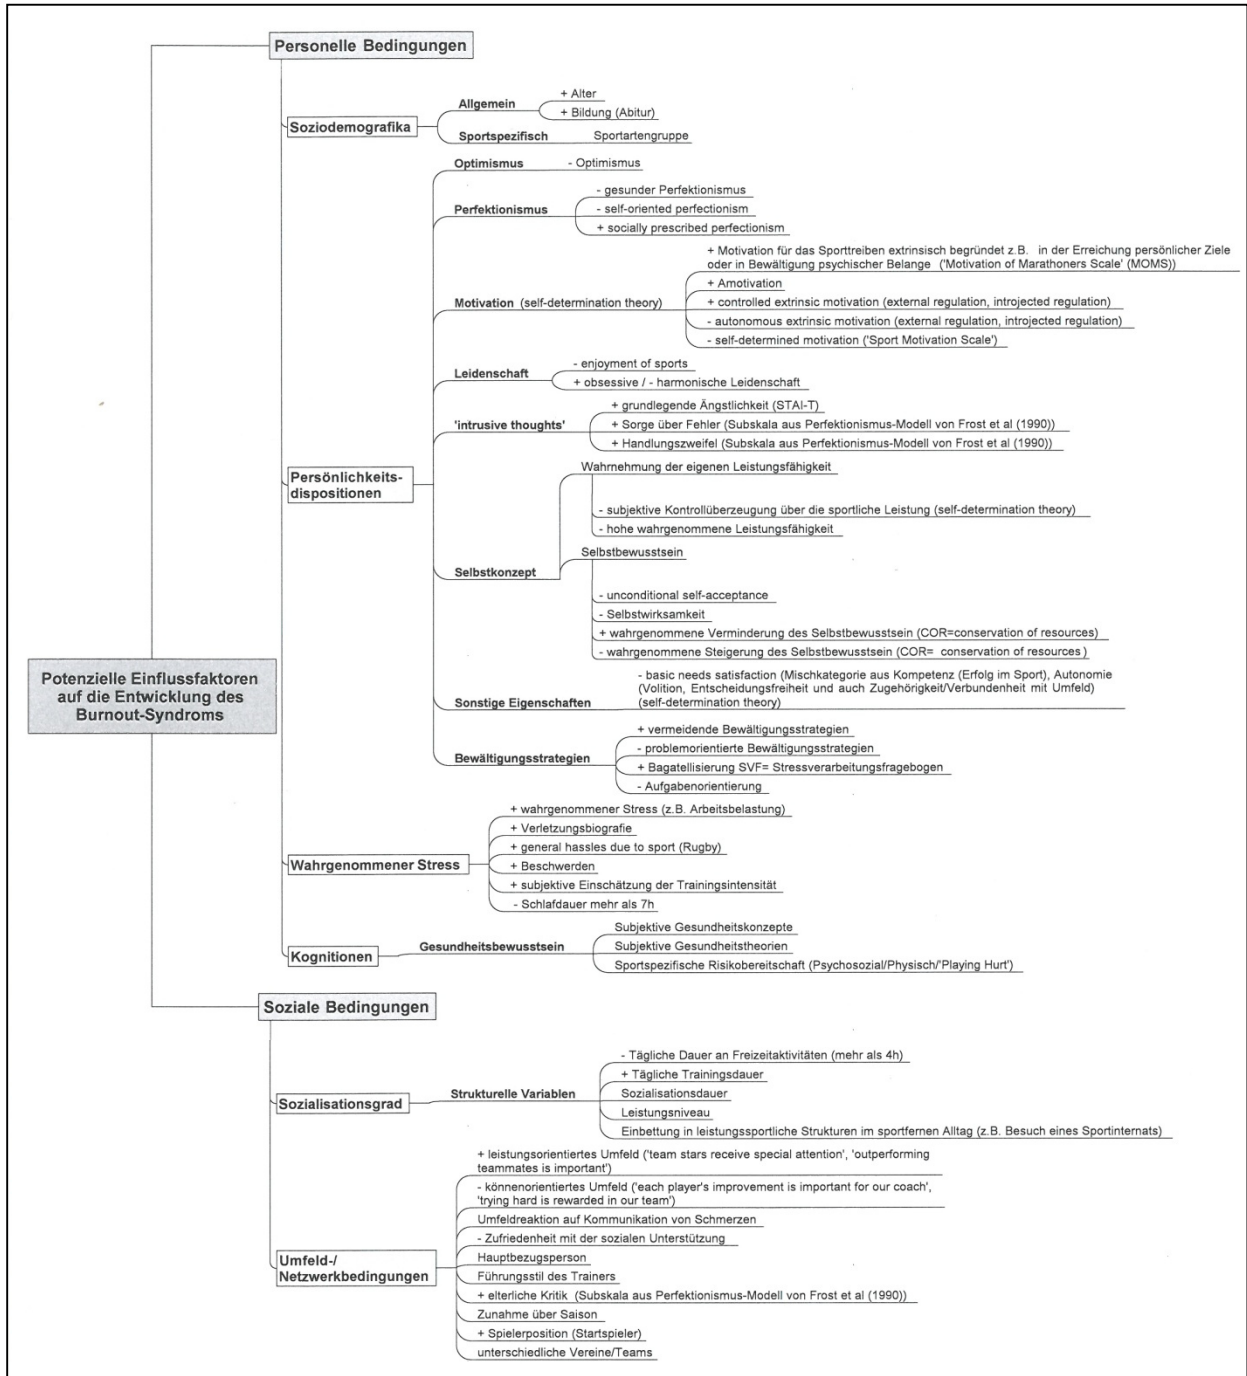 Personelle Bedingungen
Soziodemografika
Allgemein
+ Alter
+ Bildung (Abitur)
Sportspezifisch
Sportartengruppe
Persönlichkeits-
dispositionen
Optimismus
- Optimismus
Perfektionismus
- gesunder Perfektionismus
- self-oriented perfectionism
+ socially prescribed perfectionism
Motivation (self-determination theory)
+ Motivation für das Sporttreiben extrinsisch begründet z.B. in der Erreichung persönlicher Ziele
oder in Bewältigung psychischer Belange ('Motivation of Marathoners Scale' (MOMS))
+ Amotivation
+ controlled extrinsic motivation (external regulation, introjected regulation)
- autonomous extrinsic motivation (external regulation, introjected regulation)
- self-determined motivation ('Sport Motivation Scale')
Leidenschaft
- enjoyment of sports
+ obsessive / - harmonische Leidenschaft
'intrusive thoughts'
+ grundlegende Ängstlichkeit (STAI-T)
+ Sorge über Fehler (Subskala aus Perfektionismus-Modell von Frost et al (1990))
+ Handlungszweifel (Subskala aus Perfektionismus-Modell von Frost et al (1990))
Selbstkonzept
Wahrnehmung der eigenen Leistungsfähigkeit
- subjektive Kontrollüberzeugung über die sportliche Leistung (self-determination theory)
- hohe wahrgenommene Leistungsfähigkeit
Selbstbewusstsein
- unconditional self-acceptance
- Selbstwirksamkeit
+ wahrgenommene Verminderung des Selbstbewusstsein (COR=conservation of resources)
- wahrgenommene Steigerung des Selbstbewusstsein (COR= conservation of resources )
Sonstige Eigenschaften
- basic needs satisfaction (Mischkategorie aus Kompetenz (Erfolg im Sport), Autonomie
(Volition, Entscheidungsfreiheit und auch Zugehörigkeit/Verbundenheit mit Umfeld)
(self-determination theory)
Bewältigungsstrategien
+ vermeidende Bewältigungsstrategien
- problemorientierte Bewältigungsstrategien
+ Bagatellisierung SVF= Stressverarbeitungsfragebogen
- Aufgabenorientierung
Potenzielle Einflussfaktoren
auf die Entwicklung des
Burnout-Syndroms
Wahrgenommener Stress
+ wahrgenommener Stress (z.B. Arbeitsbelastung)
+ Verletzungsbiografie
+ general hassles due to sport (Rugby)
+ Beschwerden
+ subjektive Einschätzung der Trainingsintensität
- Schlafdauer mehr als 7h
Kognitionen
Gesundheitsbewusstsein
Subjektive Gesundheitskonzepte
Subjektive Gesundheitstheorien
Sportspezifische Risikobereitschaft (Psychosozial/Physisch/'Playing Hurt')
Soziale Bedingungen
Sozialisationsgrad
Strukturelle Variablen
- Tägliche Dauer an Freizeitaktivitäten (mehr als 4h)
+ Tägliche Trainingsdauer
Sozialisationsdauer
Leistungsniveau
Einbettung in leistungssportliche Strukturen im sportfernen Alltag (z.B. Besuch eines Sportinternats)
Umfeld-/
Netzwerkbedingungen
+ leistungsorientiertes Umfeld ('team stars receive special attention', 'outperforming
teammates is important')
- könnenorientiertes Umfeld ('each player's improvement is important for our coach',
'trying hard is rewarded in our team')
Umfeldreaktion auf Kommunikation von Schmerzen
- Zufriedenheit mit der sozialen Unterstützung
Hauptbezugsperson
Führungsstil des Trainers
+ elterliche Kritik (Subskala aus Perfektionismus-Modell von Frost et al (1990))
Zunahme über Saison
+ Spielerposition (Startspieler)
unterschiedliche Vereine/Teams